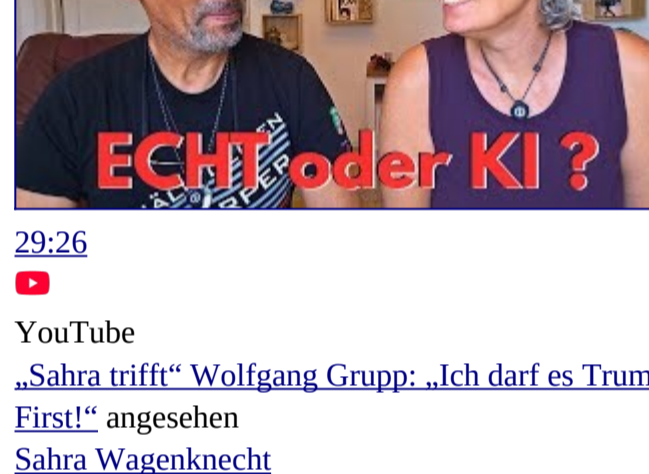 ECHT oder KI ?
29:26
YouTube
„Sahra trifft“ Wolfgang Grupp: „Ich darf es Trum
First!“ angesehen
Sahra Wagenknecht